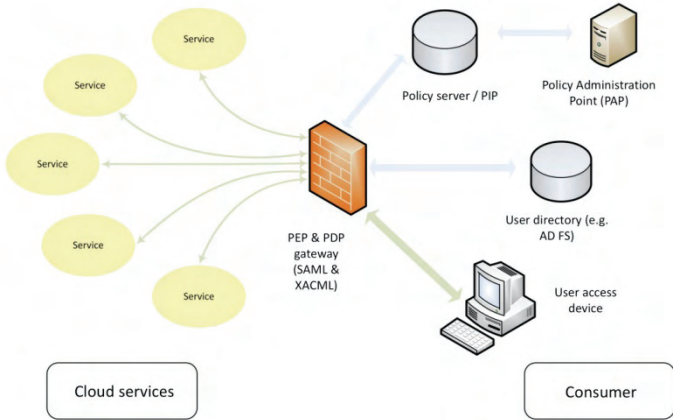 Service
Service
Service
Service
Service
Policy server / PIP
Policy Administration
Point (PAP)
PEP & PDP
gateway
(SAML &
XACML)
User directory (e.g.
AD FS)
User access
device
Cloud services
Consumer